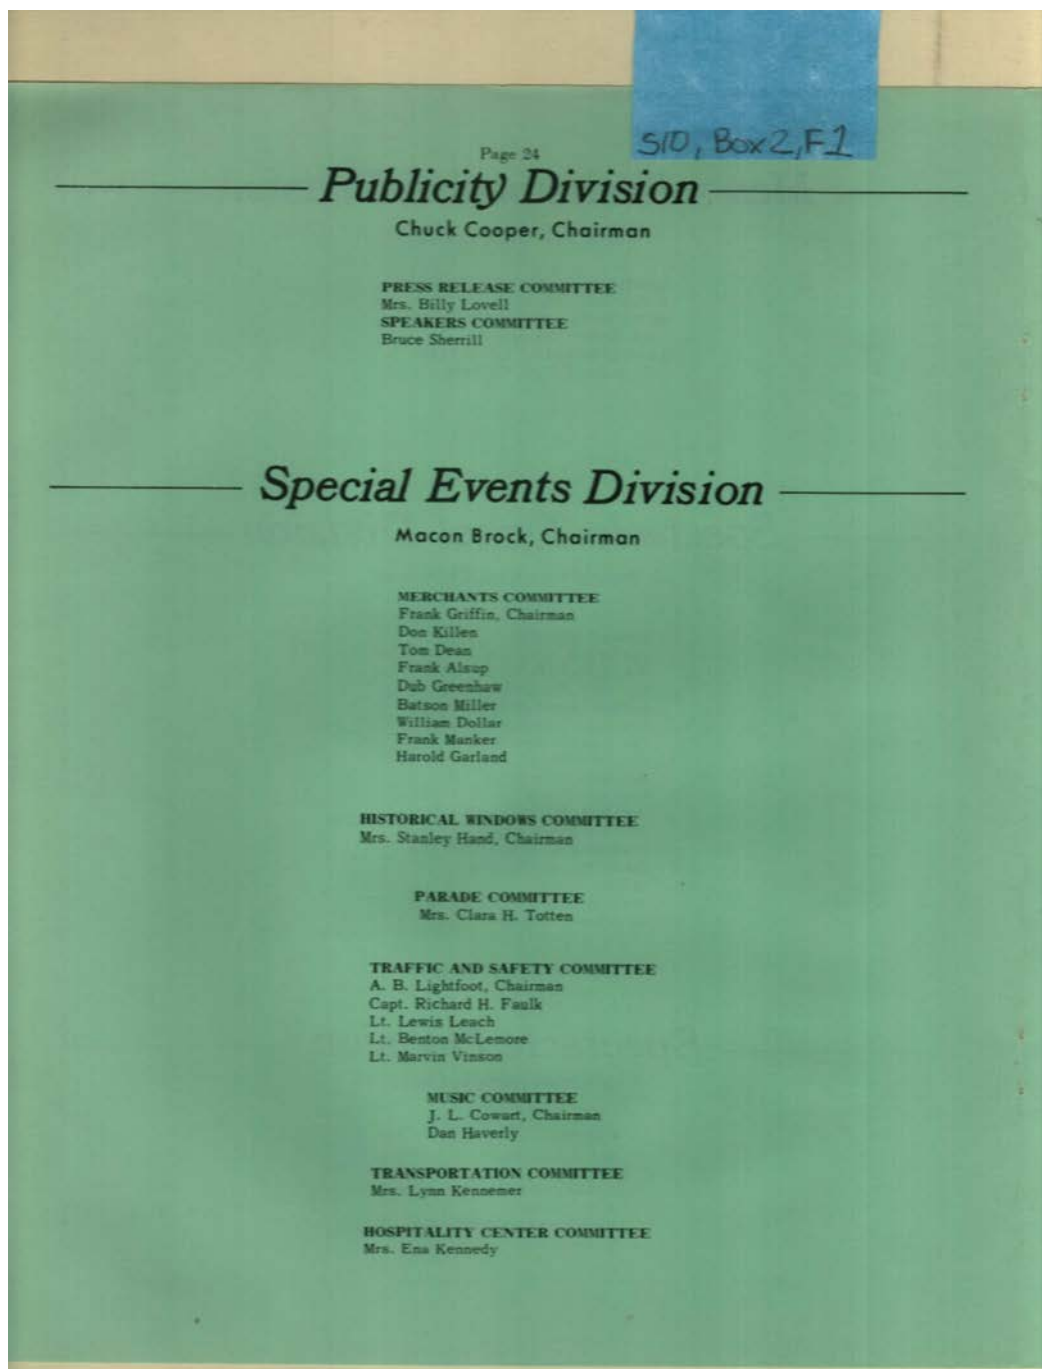 S10, Box2, F1
Page 24
Publicity Division
Chuck Cooper, Chairman
PRESS RELEASE COMMITTEE
Mrs. Billy Lovell
SPEAKERS COMMITTEE
Bruce Sherrill
Special Events Division
Macon Brock, Chairman
MERCHANTS COMMITTEE
Frank Griffin, Chairman
Don Killen
Tom Dean
Frank Alsup
Dub Greenhaw
Batson Miller
William Dollar
Frank Manker
Harold Garland
HISTORICAL WINDOWS COMMITTEE
Mrs. Stanley Hand, Chairman
PARADE COMMITTEE
Mrs. Clara H. Totten
TRAFFIC AND SAFETY COMMITTEE
A. B. Lightfoot, Chairman
Capt. Richard H. Faulk
Lt. Lewis Leach
Lt. Benton McLemore
Lt. Marvin Vinson
MUSIC COMMITTEE
J. L. Cowart, Chairman
Dan Haverly
TRANSPORTATION COMMITTEE
Mrs. Lynn Kennemer
HOSPITALITY CENTER COMMITTEE
Mrs. Ena Kennedy